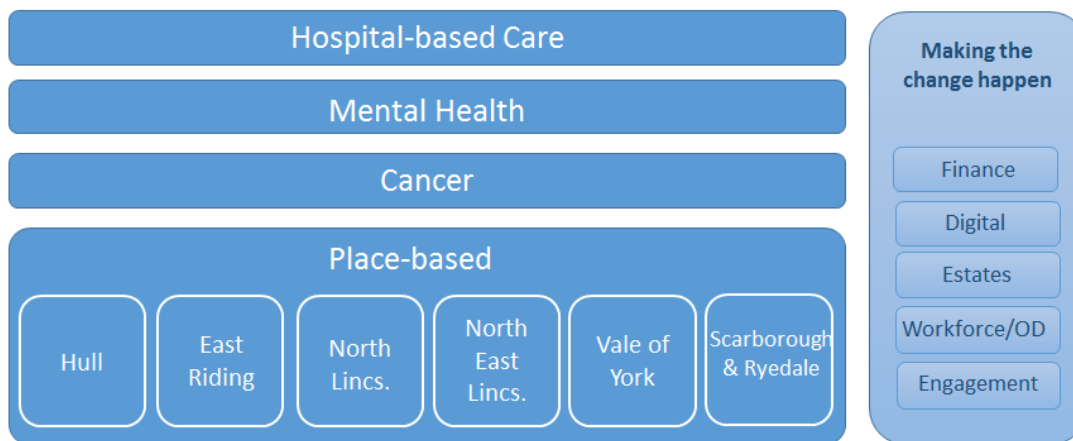 Hospital-based Care
Mental Health
Cancer
Place-based
Hull
East
Riding
North
Lincs.
North
East
Lincs.
Vale of
York
Scarborough
& Ryedale
Making the
change happen
Finance
Digital
Estates
Workforce/OD
Engagement